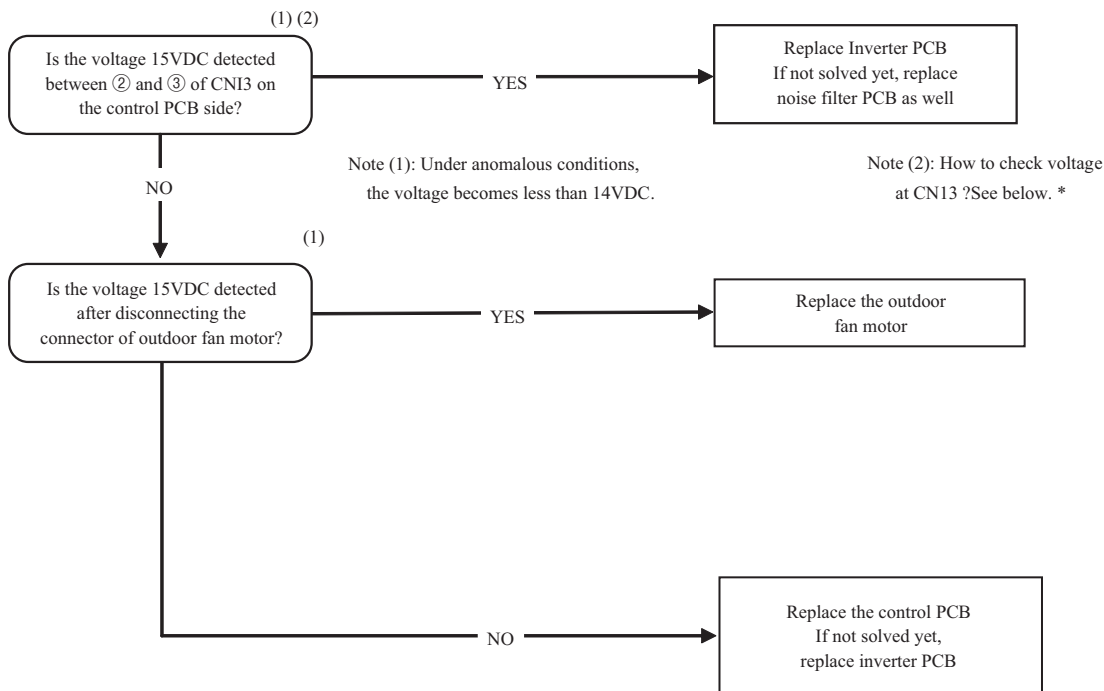 (1) (2)
Is the voltage 15VDC detected
between ② and ③ of CNI3 on
the control PCB side?
YES
Replace Inverter PCB
If not solved yet, replace
noise filter PCB as well
NO
Note (1): Under anomalous conditions,
the voltage becomes less than 14VDC.
Note (2): How to check voltage
at CN13 ?See below. *
(1)
Is the voltage 15VDC detected
after disconnecting the
connector of outdoor fan motor?
YES
Replace the outdoor
fan motor
NO
Replace the control PCB
If not solved yet,
replace inverter PCB